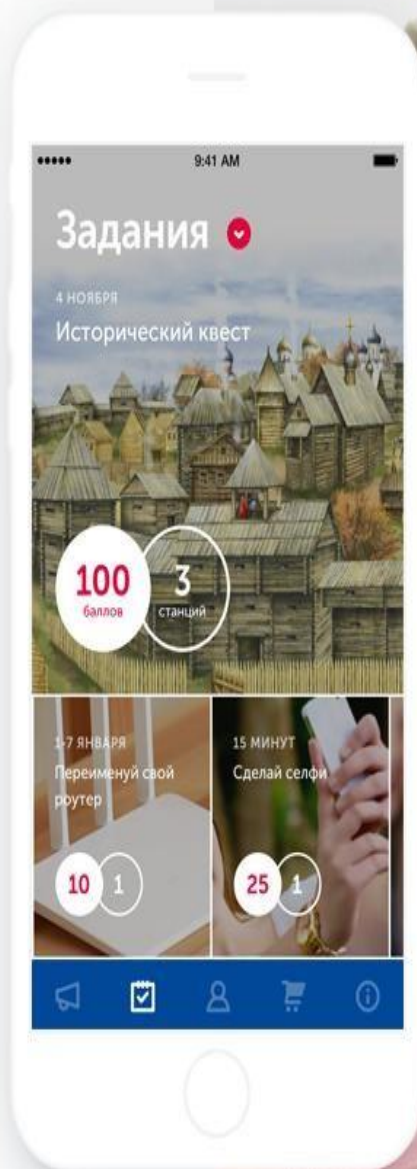 9:41 AM
Задания
4 НОЯБРЯ
Исторический квест
100
баллов
3
станций
1-7 ЯНВАРЯ
Переименуй свой
роутер
10
1
15 МИНУТ
Сделай селфи
25
1